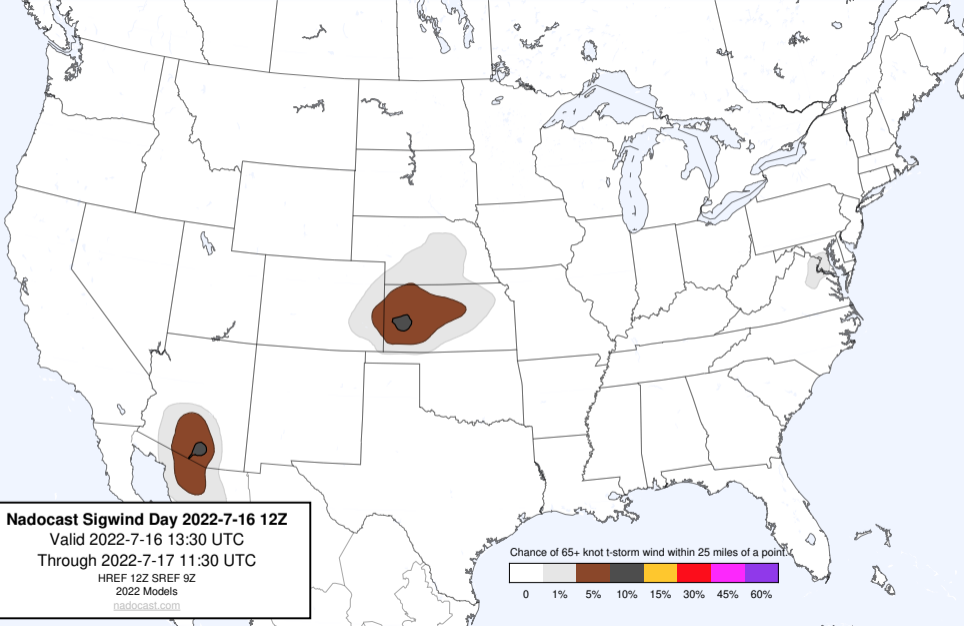 Nadocast Sigwind Day 2022-7-16 12Z
Valid 2022-7-16 13:30 UTC
Through 2022-7-17 11:30 UTC
HREF 12Z SREF 9Z
2022 Models
nadocast.com
Chance of 65+ knot t-storm wind within 25 miles of a point.
0 1% 5% 10% 15% 30% 45% 60%